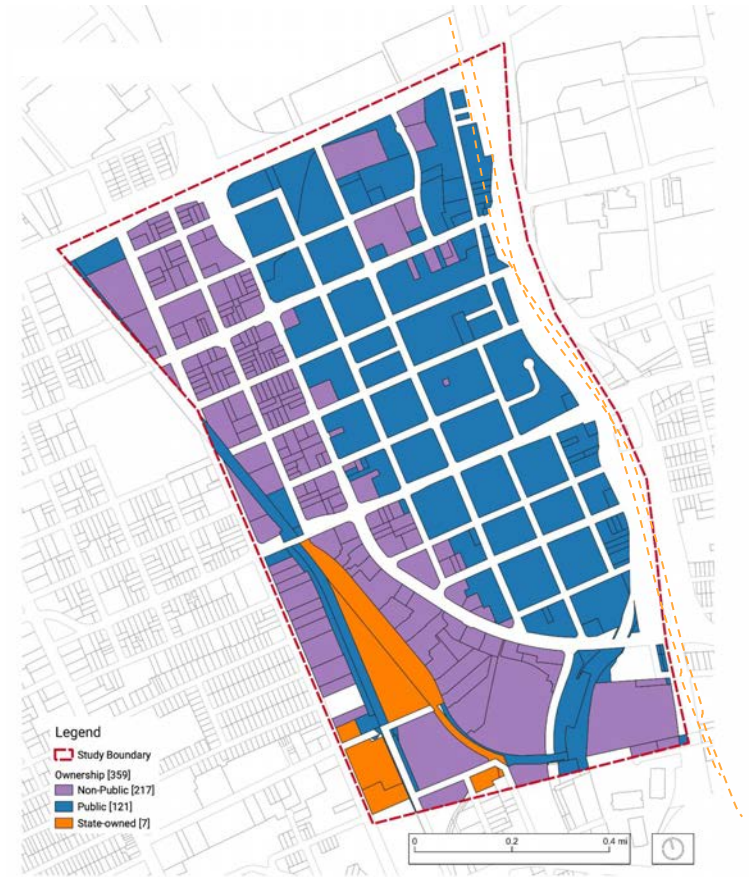 Legend
Study Boundary
Ownership [359]
Non-Public [217]
Public [121]
State-owned [7]
0 0.2 0.4 mi